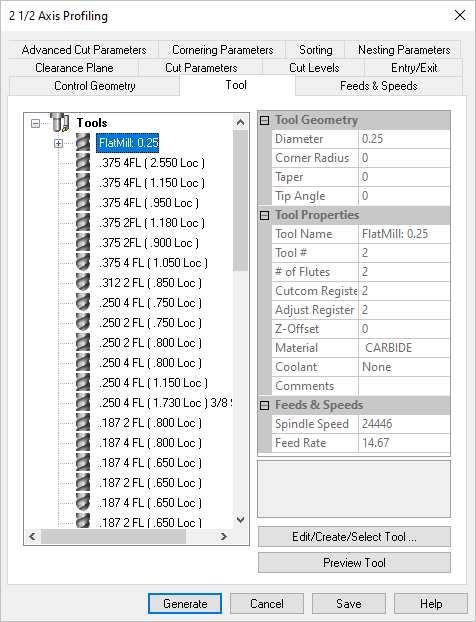 2 1/2 Axis Profiling
Advanced Cut Parameters Cornering Parameters Sorting Nesting Parameters
Clearance Plane Cut Parameters Cut Levels Entry/Exit
Control Geometry Tool Feeds & Speeds
Tools
FlatMill: 0.25
.375 4FL ( 2.550 Loc )
.375 4FL ( 1.150 Loc )
.375 4FL ( .950 Loc )
.375 2FL ( 1.180 Loc )
.375 2FL ( .900 Loc )
.375 4 FL ( 1.050 Loc )
.312 2 FL ( .850 Loc )
.250 4 FL ( .750 Loc )
.250 2 FL ( .750 Loc )
.250 2 FL ( .800 Loc )
.250 4 FL ( .800 Loc )
.250 4 FL ( 1.150 Loc )
.250 4 FL ( 1.730 Loc ) 3/8
.187 2 FL ( .800 Loc )
.187 4 FL ( .800 Loc )
.187 4 FL ( .650 Loc )
.187 2 FL ( .650 Loc )
.187 4 FL ( .650 Loc )
.187 2 FL ( .650 Loc )
Tool Geometry
Diameter 0.25
Corner Radius 0
Taper 0
Tip Angle 0
Tool Properties
Tool Name FlatMill: 0.25
Tool # 2
# of Flutes 2
Cutcom Registe 2
Adjust Register 2
Z-Offset 0
Material CARBIDE
Coolant None
Comments
Feeds & Speeds
Spindle Speed 24446
Feed Rate 14.67
Edit/Create/Select Tool ...
Preview Tool
Generate Cancel Save Help